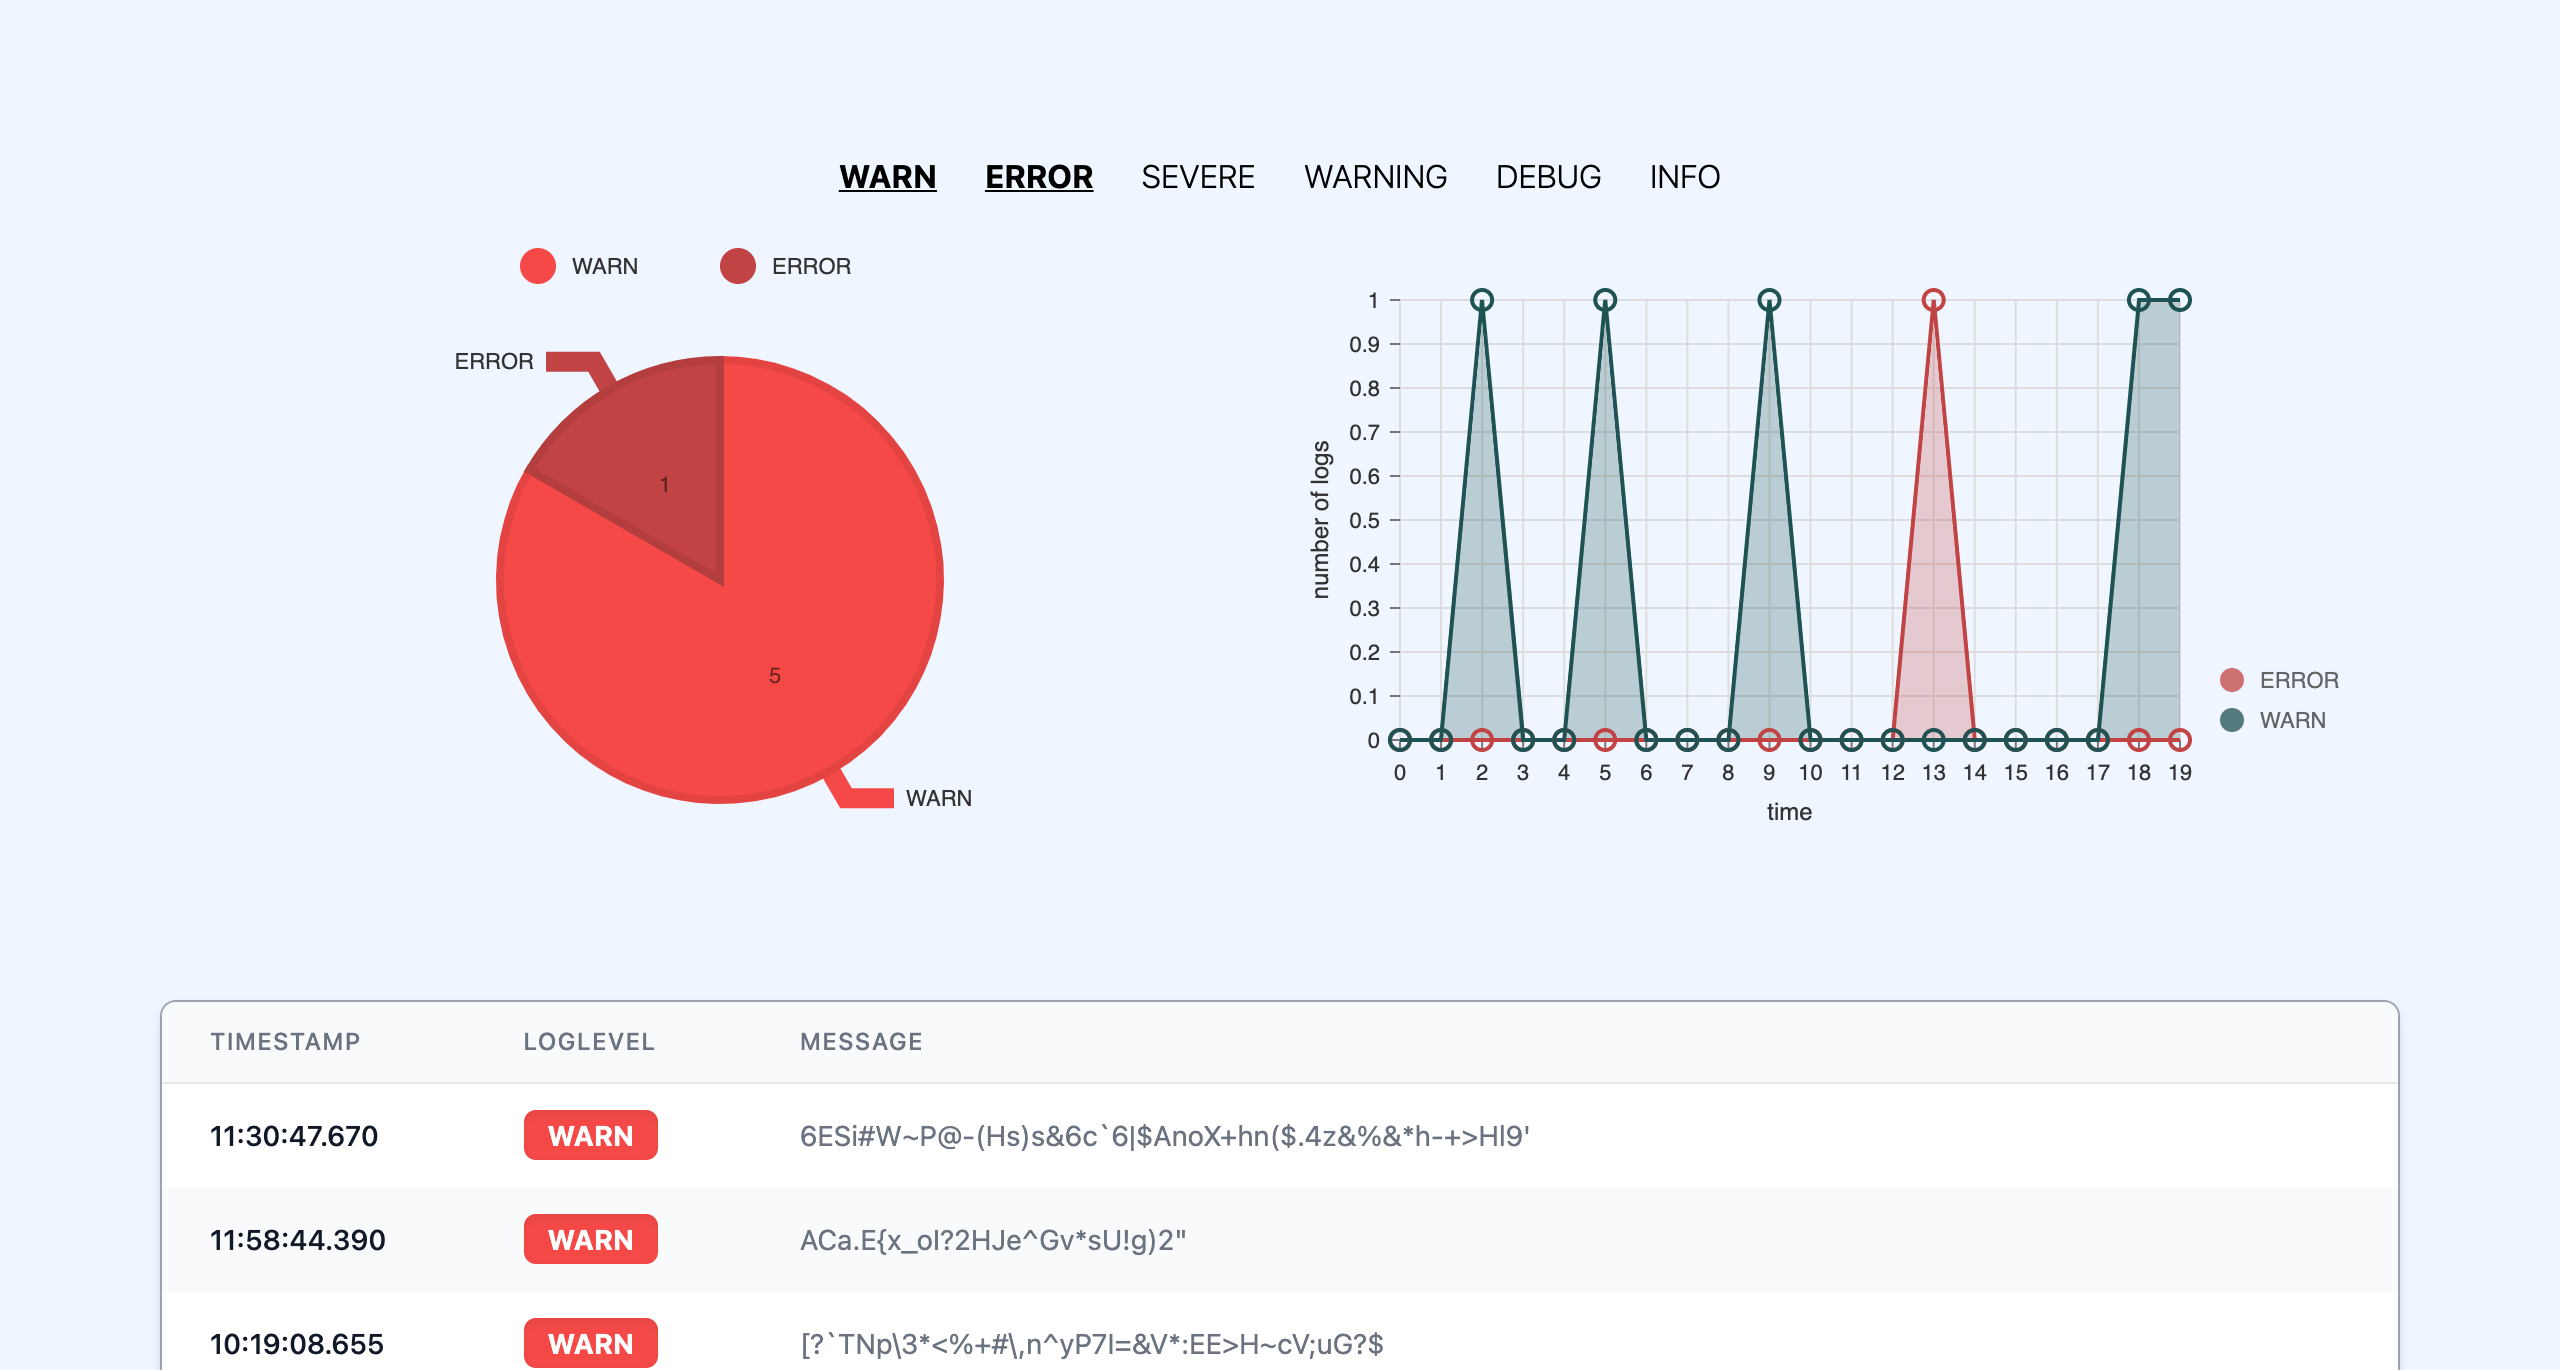 WARN ERROR SEVERE WARNING DEBUG INFO
WARN ERROR
ERROR
1
5
WARN
number of logs
1
0.9
0.8
0.7
0.6
0.5
0.4
0.3
0.2
0.1
0
0 1 2 3 4 5 6 7 8 9 10 11 12 13 14 15 16 17 18 19
time
ERROR
WARN
TIMESTAMP LOGLEVEL MESSAGE
11:30:47.670 WARN 6ESi#W~P@-(Hs)s&6c`6|$AnoX+hn($.4z&%&*h-+>Hl9'
11:58:44.390 WARN ACa.E{x_oI?2HJe^Gv*sU!g)2"
10:19:08.655 WARN [?`TNp\3*<%+#\,n^yP7I=&V*:EE>H~cV;uG?$